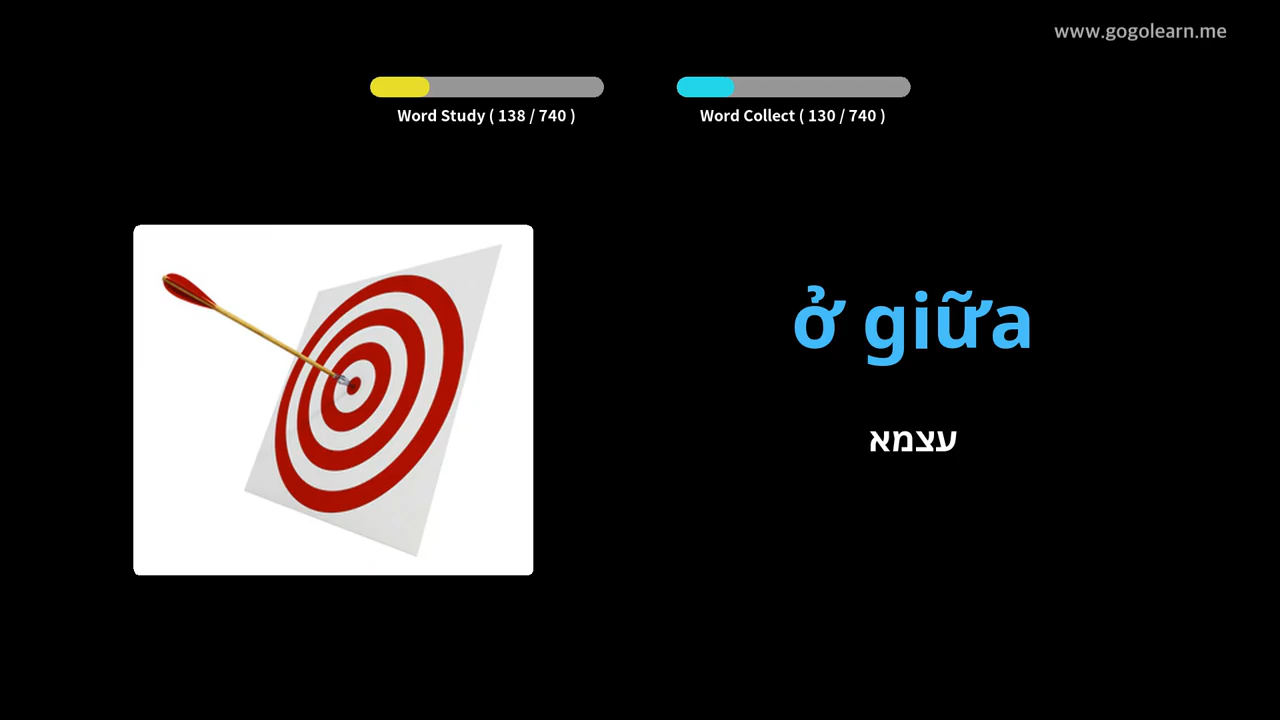 www.gogolearn.me
Word Study ( 138 / 740 )
Word Collect ( 130 / 740 )
ở giữa
עצמא